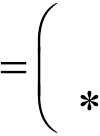 = ( *